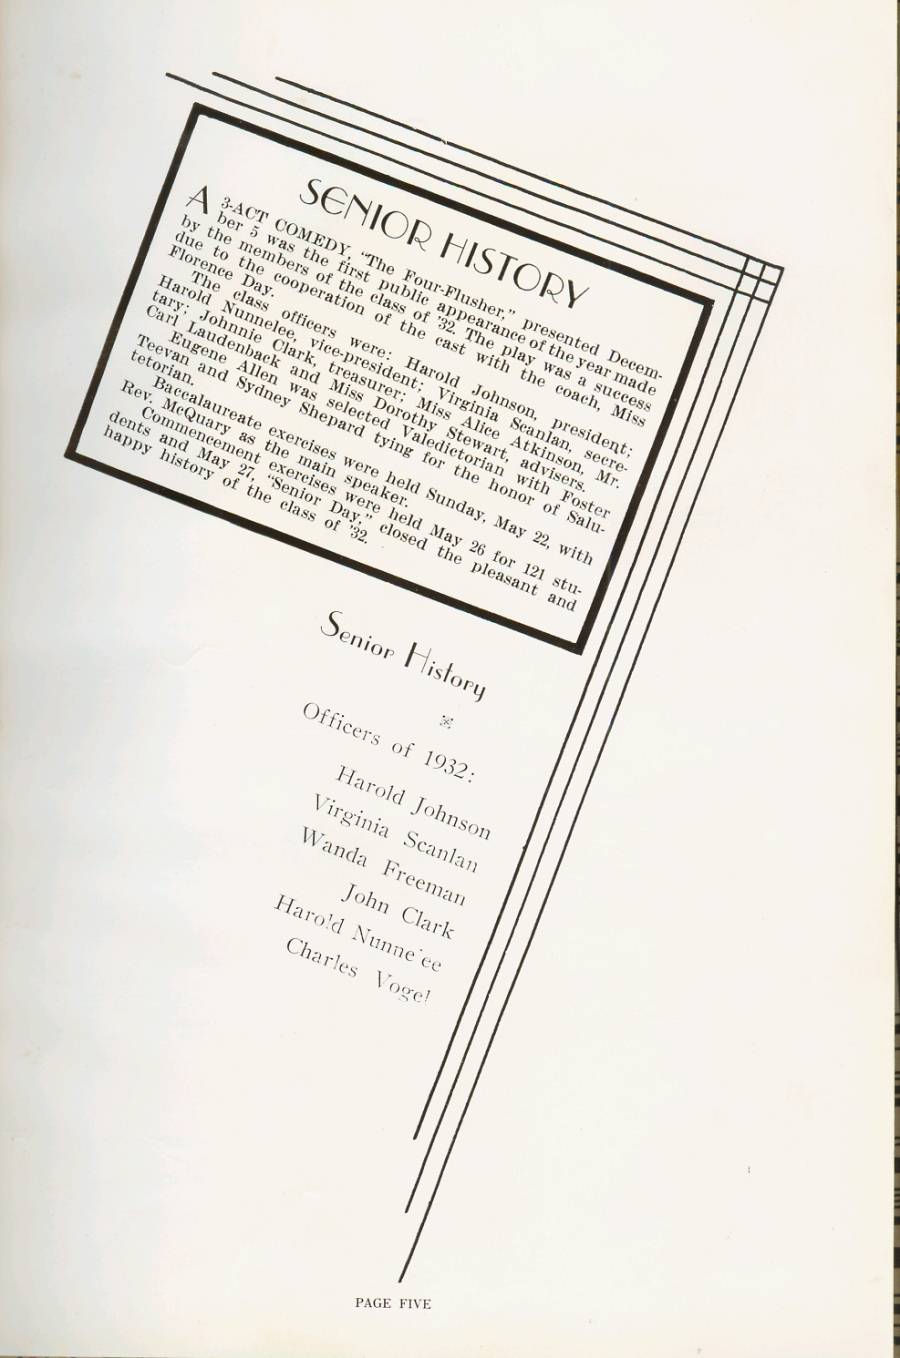 SENIOR HISTORY
A 3-ACT COMEDY, "The Four-Flusher," presented Decem-
ber 5 was the first public appearance of the year made
by the members of the class of '32. The play was a success
due to the cooperation of the cast with the coach, Miss
Florence Day.
The class officers were: Harold Johnson, president;
Harold Nunnelee, vice-president; Virginia Scanlan, secre-
tary; Johnnie Clark, treasurer; Miss Alice Atkinson, Mr.
Carl Laudenback and Miss Dorothy Stewart, advisers.
Eugene Allen was selected Valedictorian with Foster
Teevan and Sydney Shepard tying for the honor of Salu-
tetorian.
Baccalaureate exercises were held Sunday, May 22, with
Rev. McQuary as the main speaker.
Commencement exercises were held May 26 for 121 stu-
dents and May 27, "Senior Day," closed the pleasant and
happy history of the class of '32.
Senior History
Officers of 1932:
Harold Johnson
Virginia Scanlan
Wanda Freeman
John Clark
Harold Nunnelee
Charles Vogel
PAGE FIVE